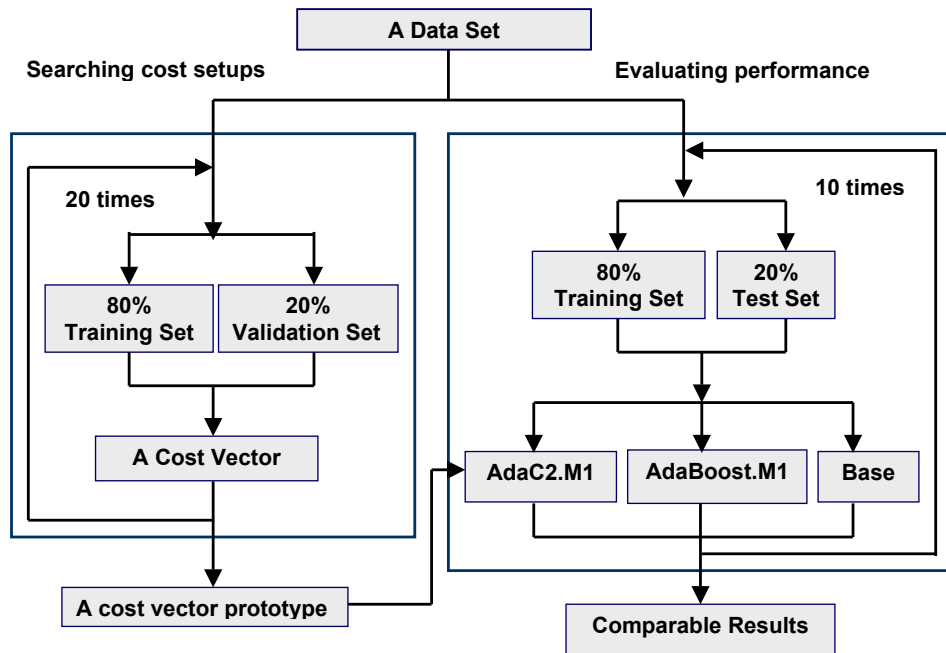 A Data Set
Searching cost setups
Evaluating performance
20 times
10 times
80%
Training Set
20%
Validation Set
80%
Training Set
20%
Test Set
A Cost Vector
AdaC2.M1
AdaBoost.M1
Base
A cost vector prototype
Comparable Results